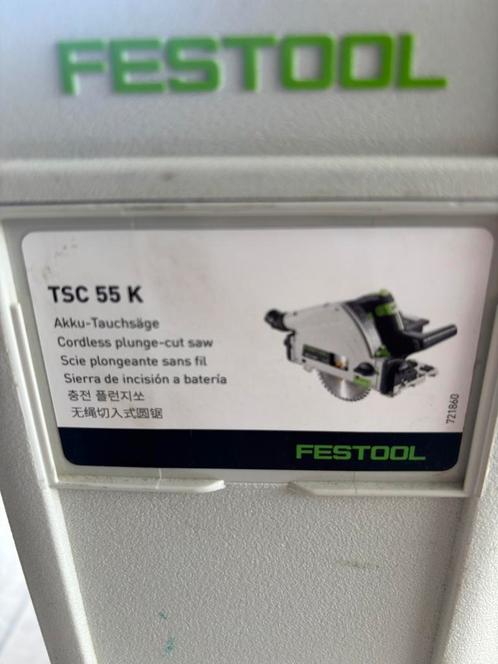 FESTOOL
TSC 55 K
Akku-Tauchsäge
Cordless plunge-cut saw
Scie plongeante sans fil
Sierra de incisión a batería
충전 플런지쏘
无绳切入式圆锯
721860
FESTOOL